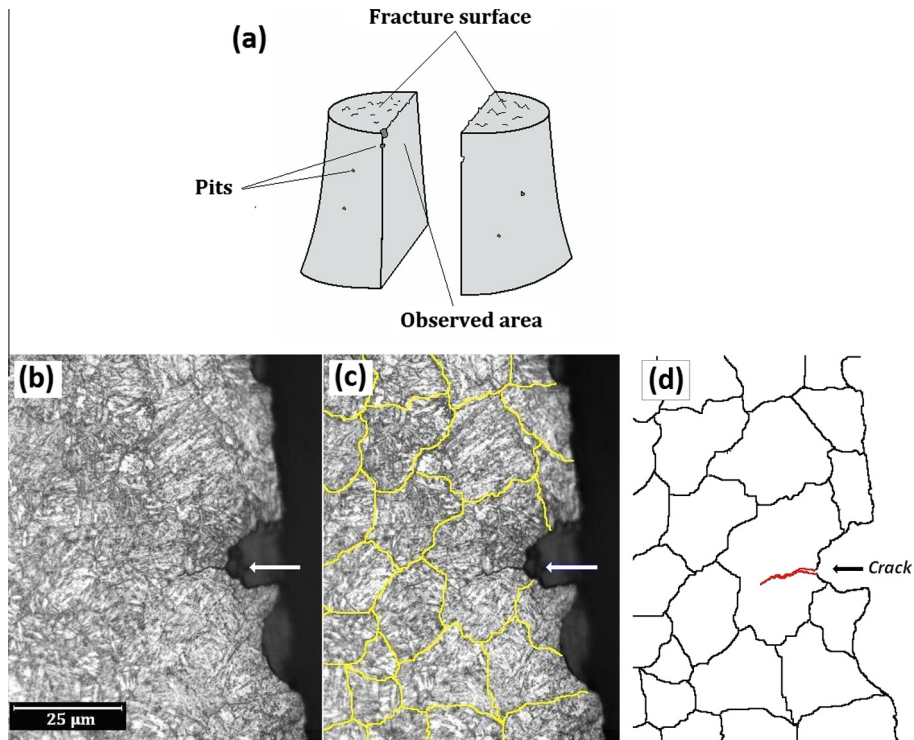 Fracture surface
(a)
Pits
Observed area
(b)
(c)
(d)
Crack
25 µm